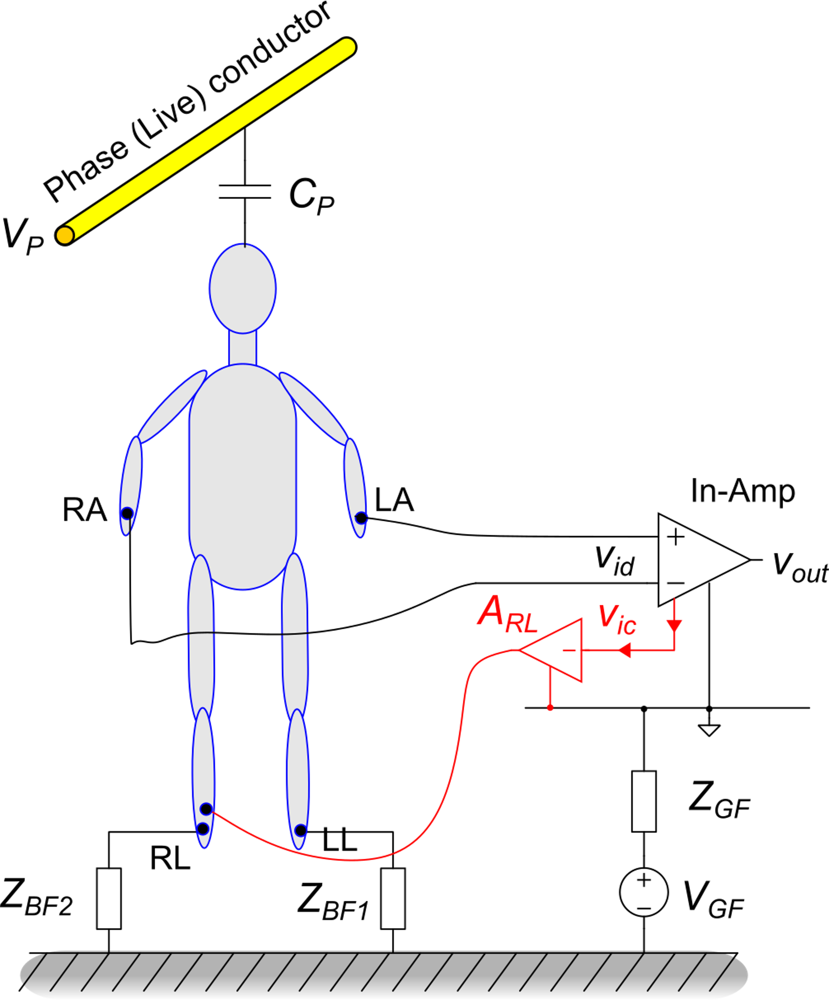 Phase (Live) conductor
C_P
V_P
In-Amp
LA
RA
+
v_id
v_out
−
A_RL
v_ic
−
Z_GF
LL
RL
Z_BF2
Z_BF1
+
V_GF
−